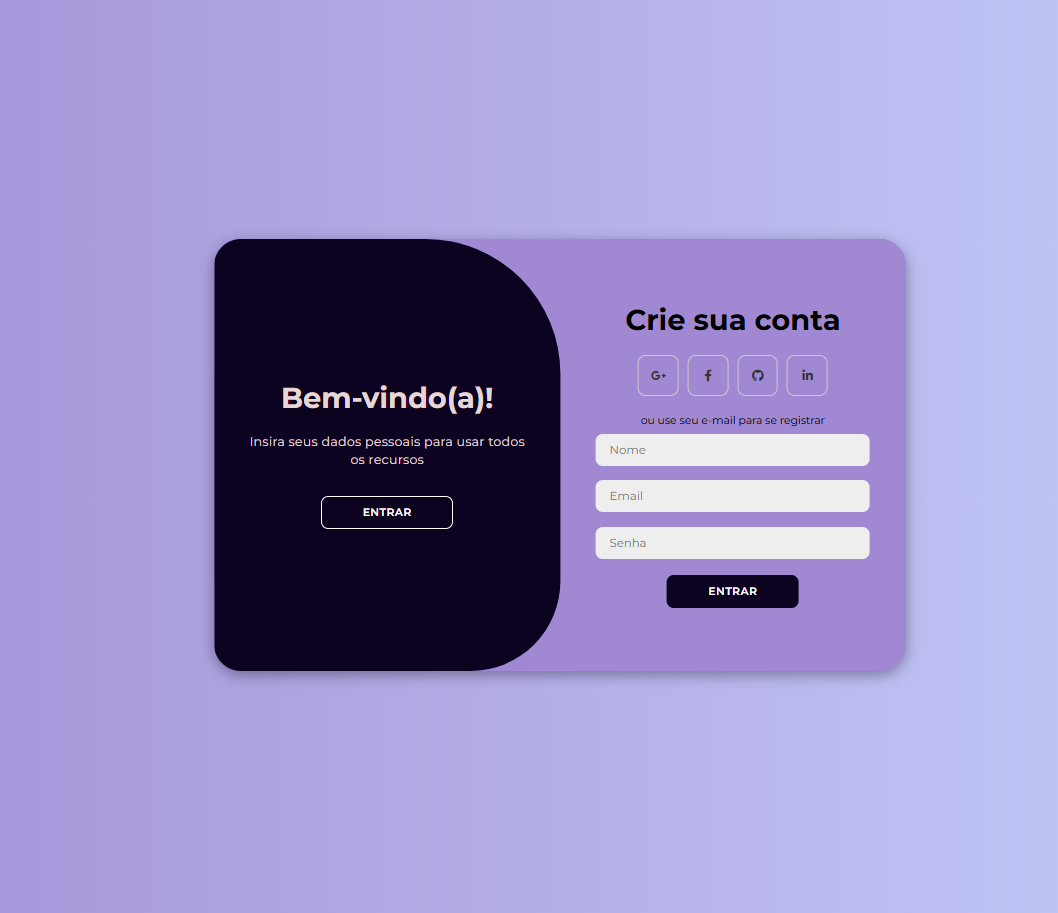 Bem-vindo(a)!
Insira seus dados pessoais para usar todos
os recursos
ENTRAR
Crie sua conta
G+ f in
ou use seu e-mail para se registrar
Nome
Email
Senha
ENTRAR